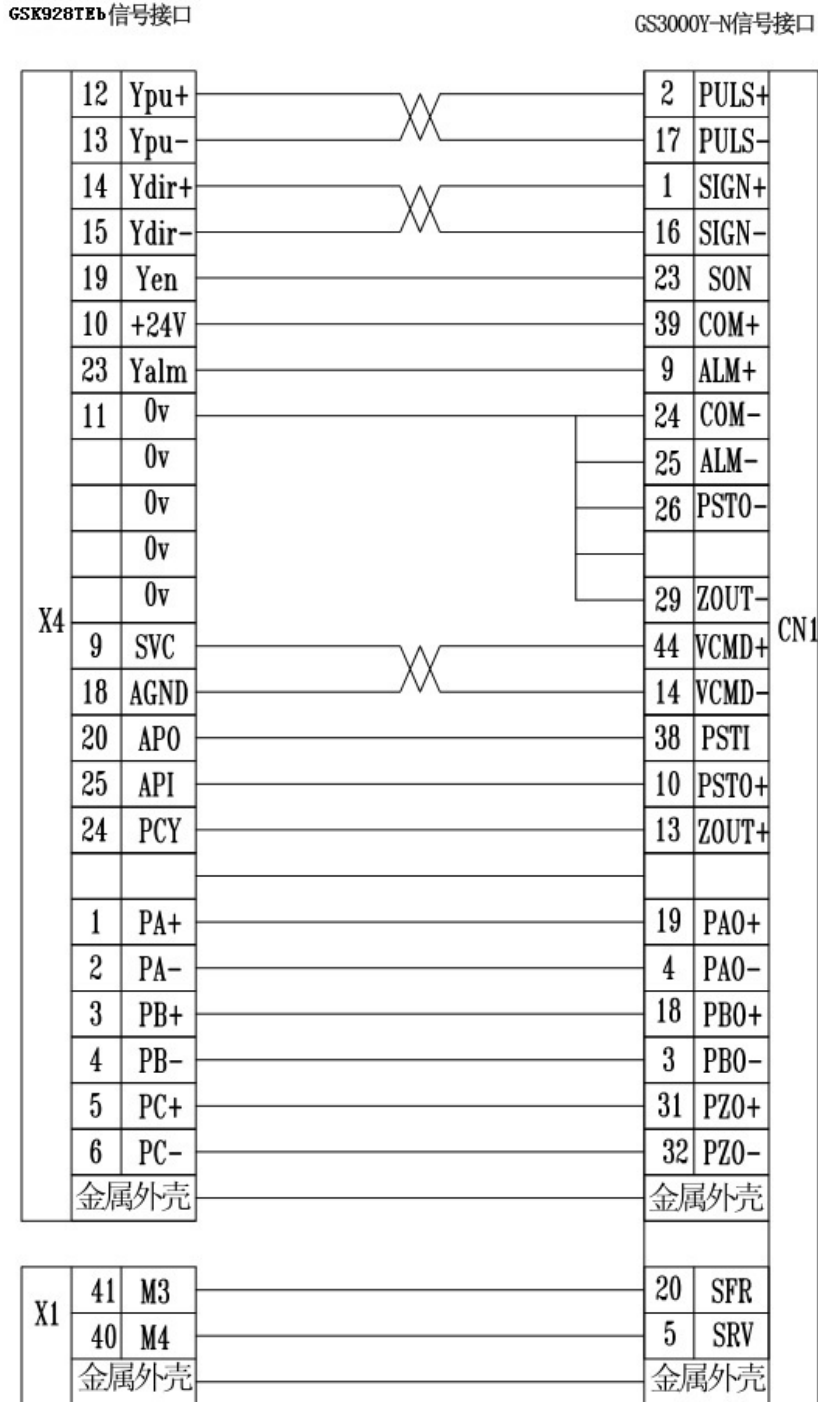 GSK928TEb信号接口
GS3000Y-N信号接口
12 Ypu+ 2 PULS+
13 Ypu- 17 PULS-
14 Ydir+ 1 SIGN+
15 Ydir- 16 SIGN-
19 Yen 23 SON
10 +24V 39 COM+
23 Yalm 9 ALM+
11 0v 24 COM-
0v 25 ALM-
0v 26 PSTO-
0v
0v 29 ZOUT-
X4 CN1
9 SVC 44 VCMD+
18 AGND 14 VCMD-
20 APO 38 PSTI
25 API 10 PSTO+
24 PCY 13 ZOUT+
1 PA+ 19 PAO+
2 PA- 4 PAO-
3 PB+ 18 PBO+
4 PB- 3 PBO-
5 PC+ 31 PZO+
6 PC- 32 PZO-
金属外壳 金属外壳
X1
41 M3 20 SFR
40 M4 5 SRV
金属外壳 金属外壳